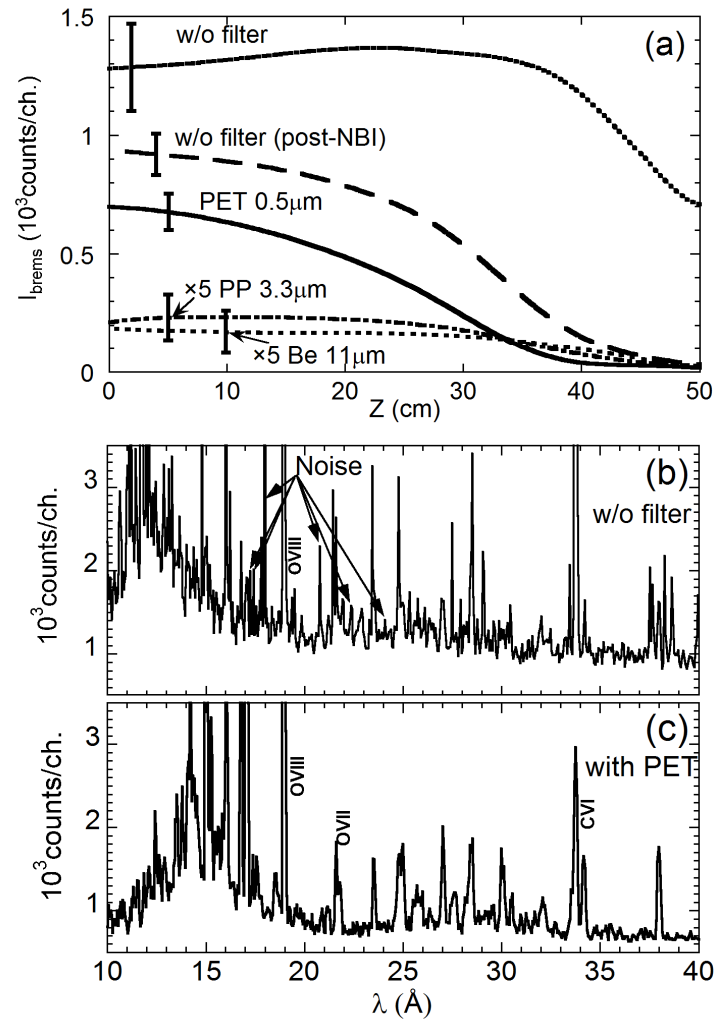 1.5
w/o filter
(a)
1
w/o filter (post-NBI)
PET 0.5μm
0.5
×5 PP 3.3μm
×5 Be 11μm
0
I_brems (10³counts/ch.)
0 10 20 30 40 50
Z (cm)
3
Noise
(b)
w/o filter
OVIII
2
1
10³counts/ch.
3
(c)
with PET
OVIII
OVII
CVI
2
1
10³counts/ch.
10 15 20 25 30 35 40
λ (Å)